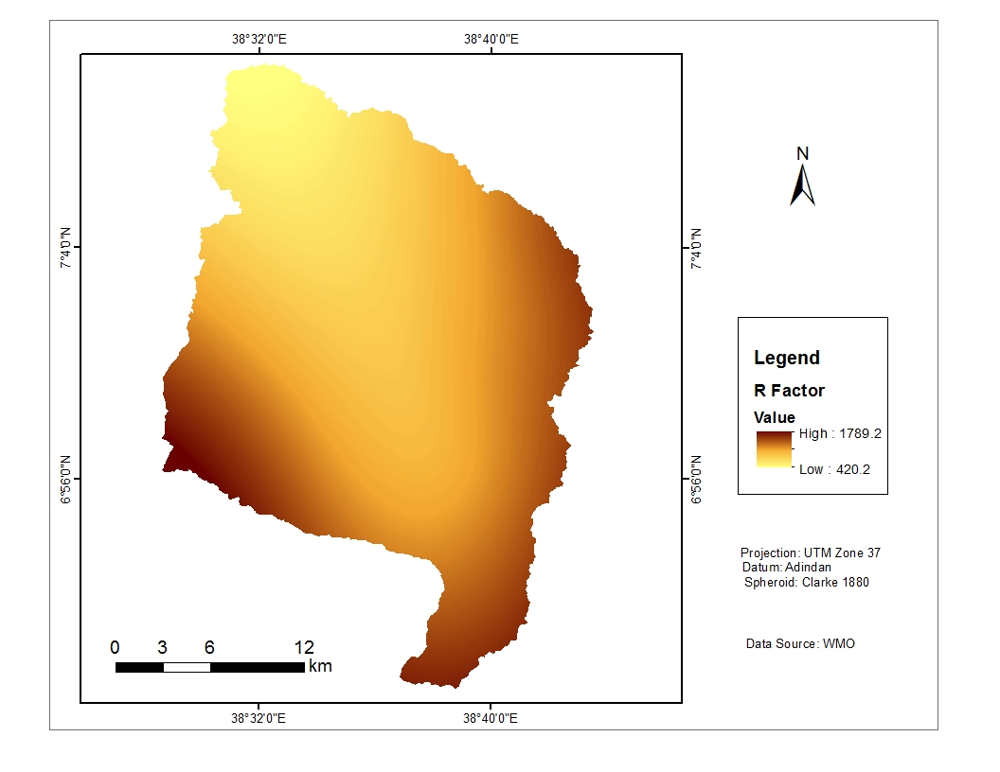 38°32'0"E 38°40'0"E
N
7°4'0"N 7°4'0"N
Legend
R Factor
Value
High : 1789.2
Low : 420.2
6°56'0"N 6°56'0"N
Projection: UTM Zone 37
Datum: Adindan
Spheroid: Clarke 1880
Data Source: WMO
0 3 6 12
km
38°32'0"E 38°40'0"E